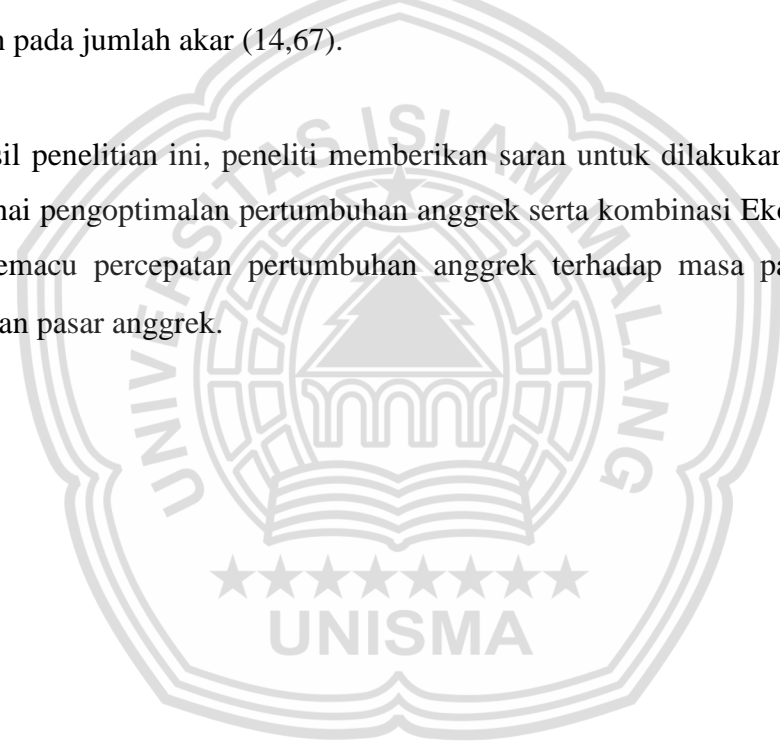 n pada jumlah akar (14,67).
sil penelitian ini, peneliti memberikan saran untuk dilakukan
nai pengoptimalan pertumbuhan anggrek serta kombinasi Eko
emacu percepatan pertumbuhan anggrek terhadap masa pa
an pasar anggrek.
UNIVERSITAS ISLAM MALANG
UNISMA